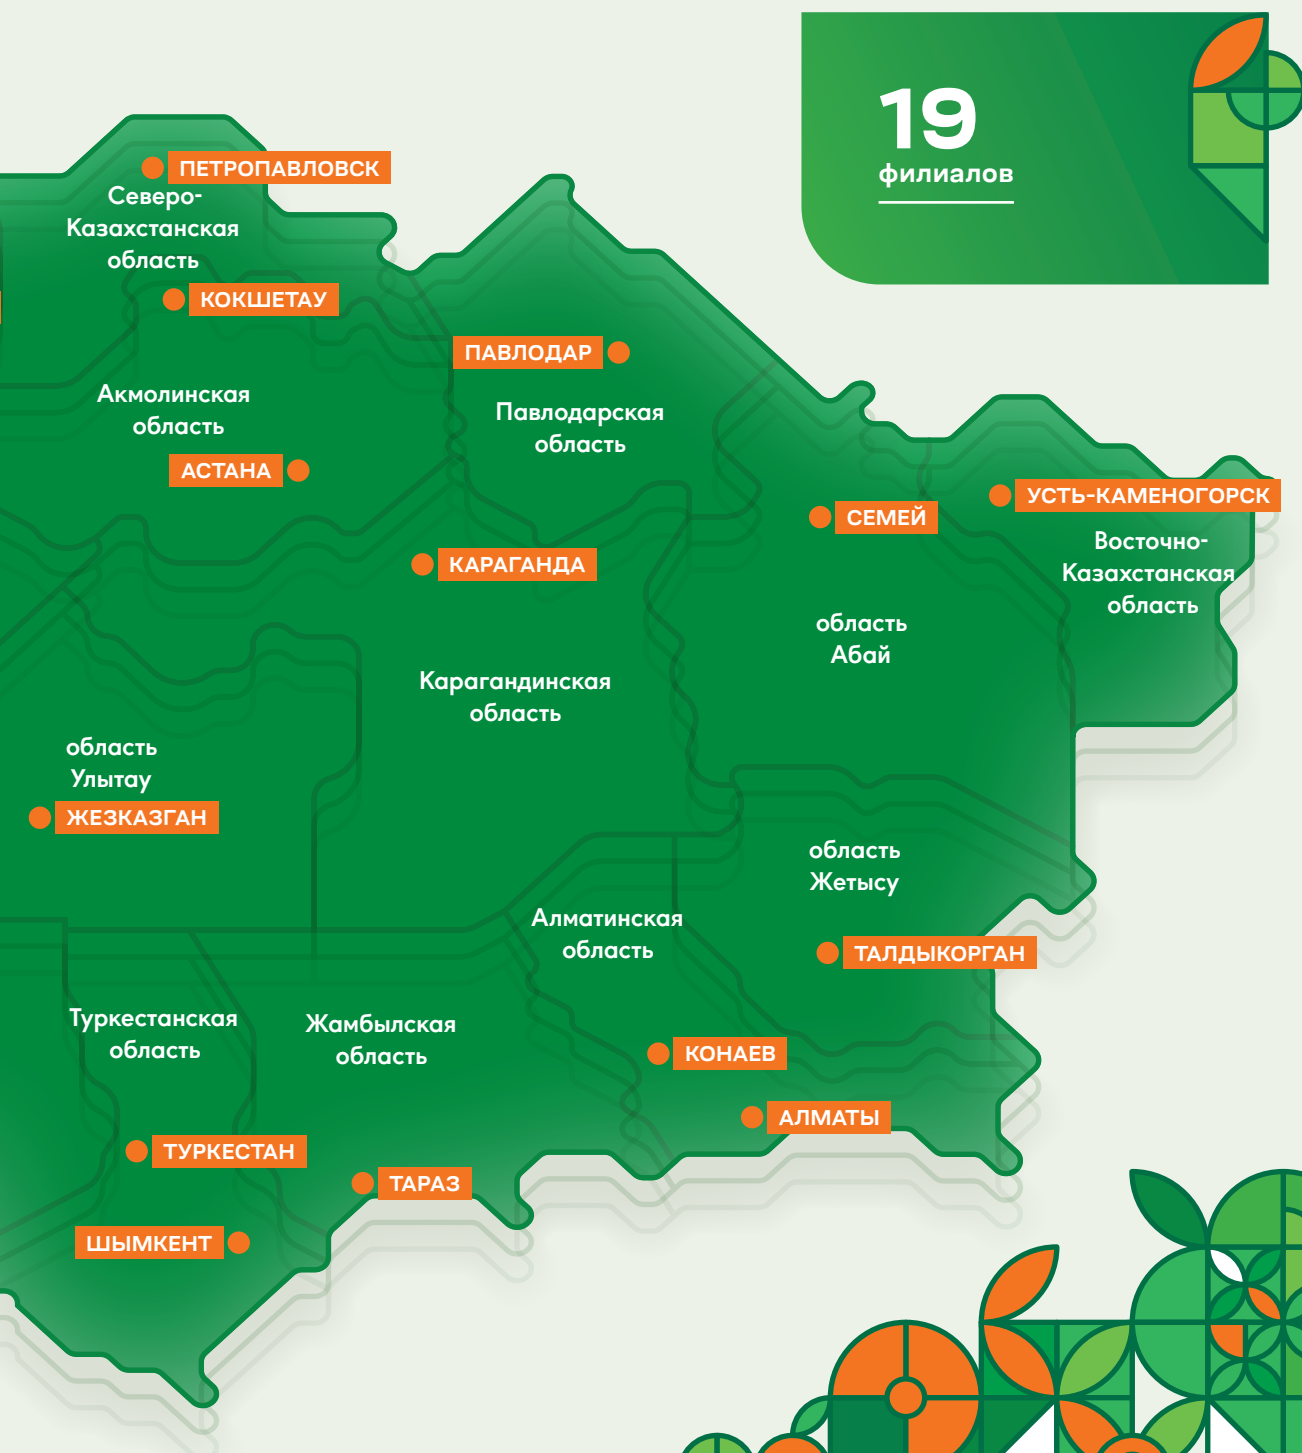 19
филиалов
ПЕТРОПАВЛОВСК
Северо-
Казахстанская
область
КОКШЕТАУ
ПАВЛОДАР
Акмолинская
область
Павлодарская
область
АСТАНА
СЕМЕЙ
УСТЬ-КАМЕНОГОРСК
Восточно-
Казахстанская
область
КАРАГАНДА
область
Абай
Карагандинская
область
область
Улытау
ЖЕЗКАЗГАН
область
Жетысу
Алматинская
область
ТАЛДЫКОРГАН
Туркестанская
область
Жамбылская
область
КОНАЕВ
АЛМАТЫ
ТУРКЕСТАН
ТАРАЗ
ШЫМКЕНТ